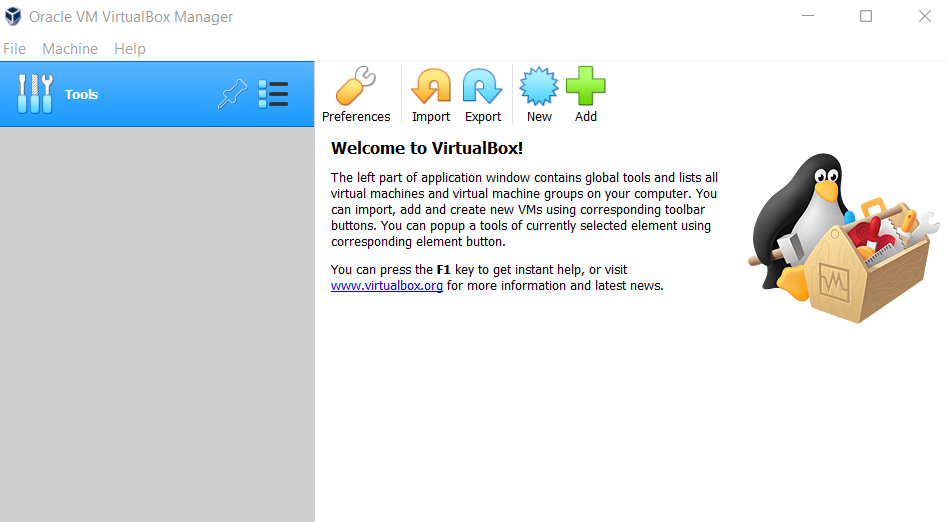 Oracle VM VirtualBox Manager
File Machine Help
Tools
Preferences Import Export New Add
Welcome to VirtualBox!
The left part of application window contains global tools and lists all
virtual machines and virtual machine groups on your computer. You
can import, add and create new VMs using corresponding toolbar
buttons. You can popup a tools of currently selected element using
corresponding element button.
You can press the F1 key to get instant help, or visit
www.virtualbox.org for more information and latest news.